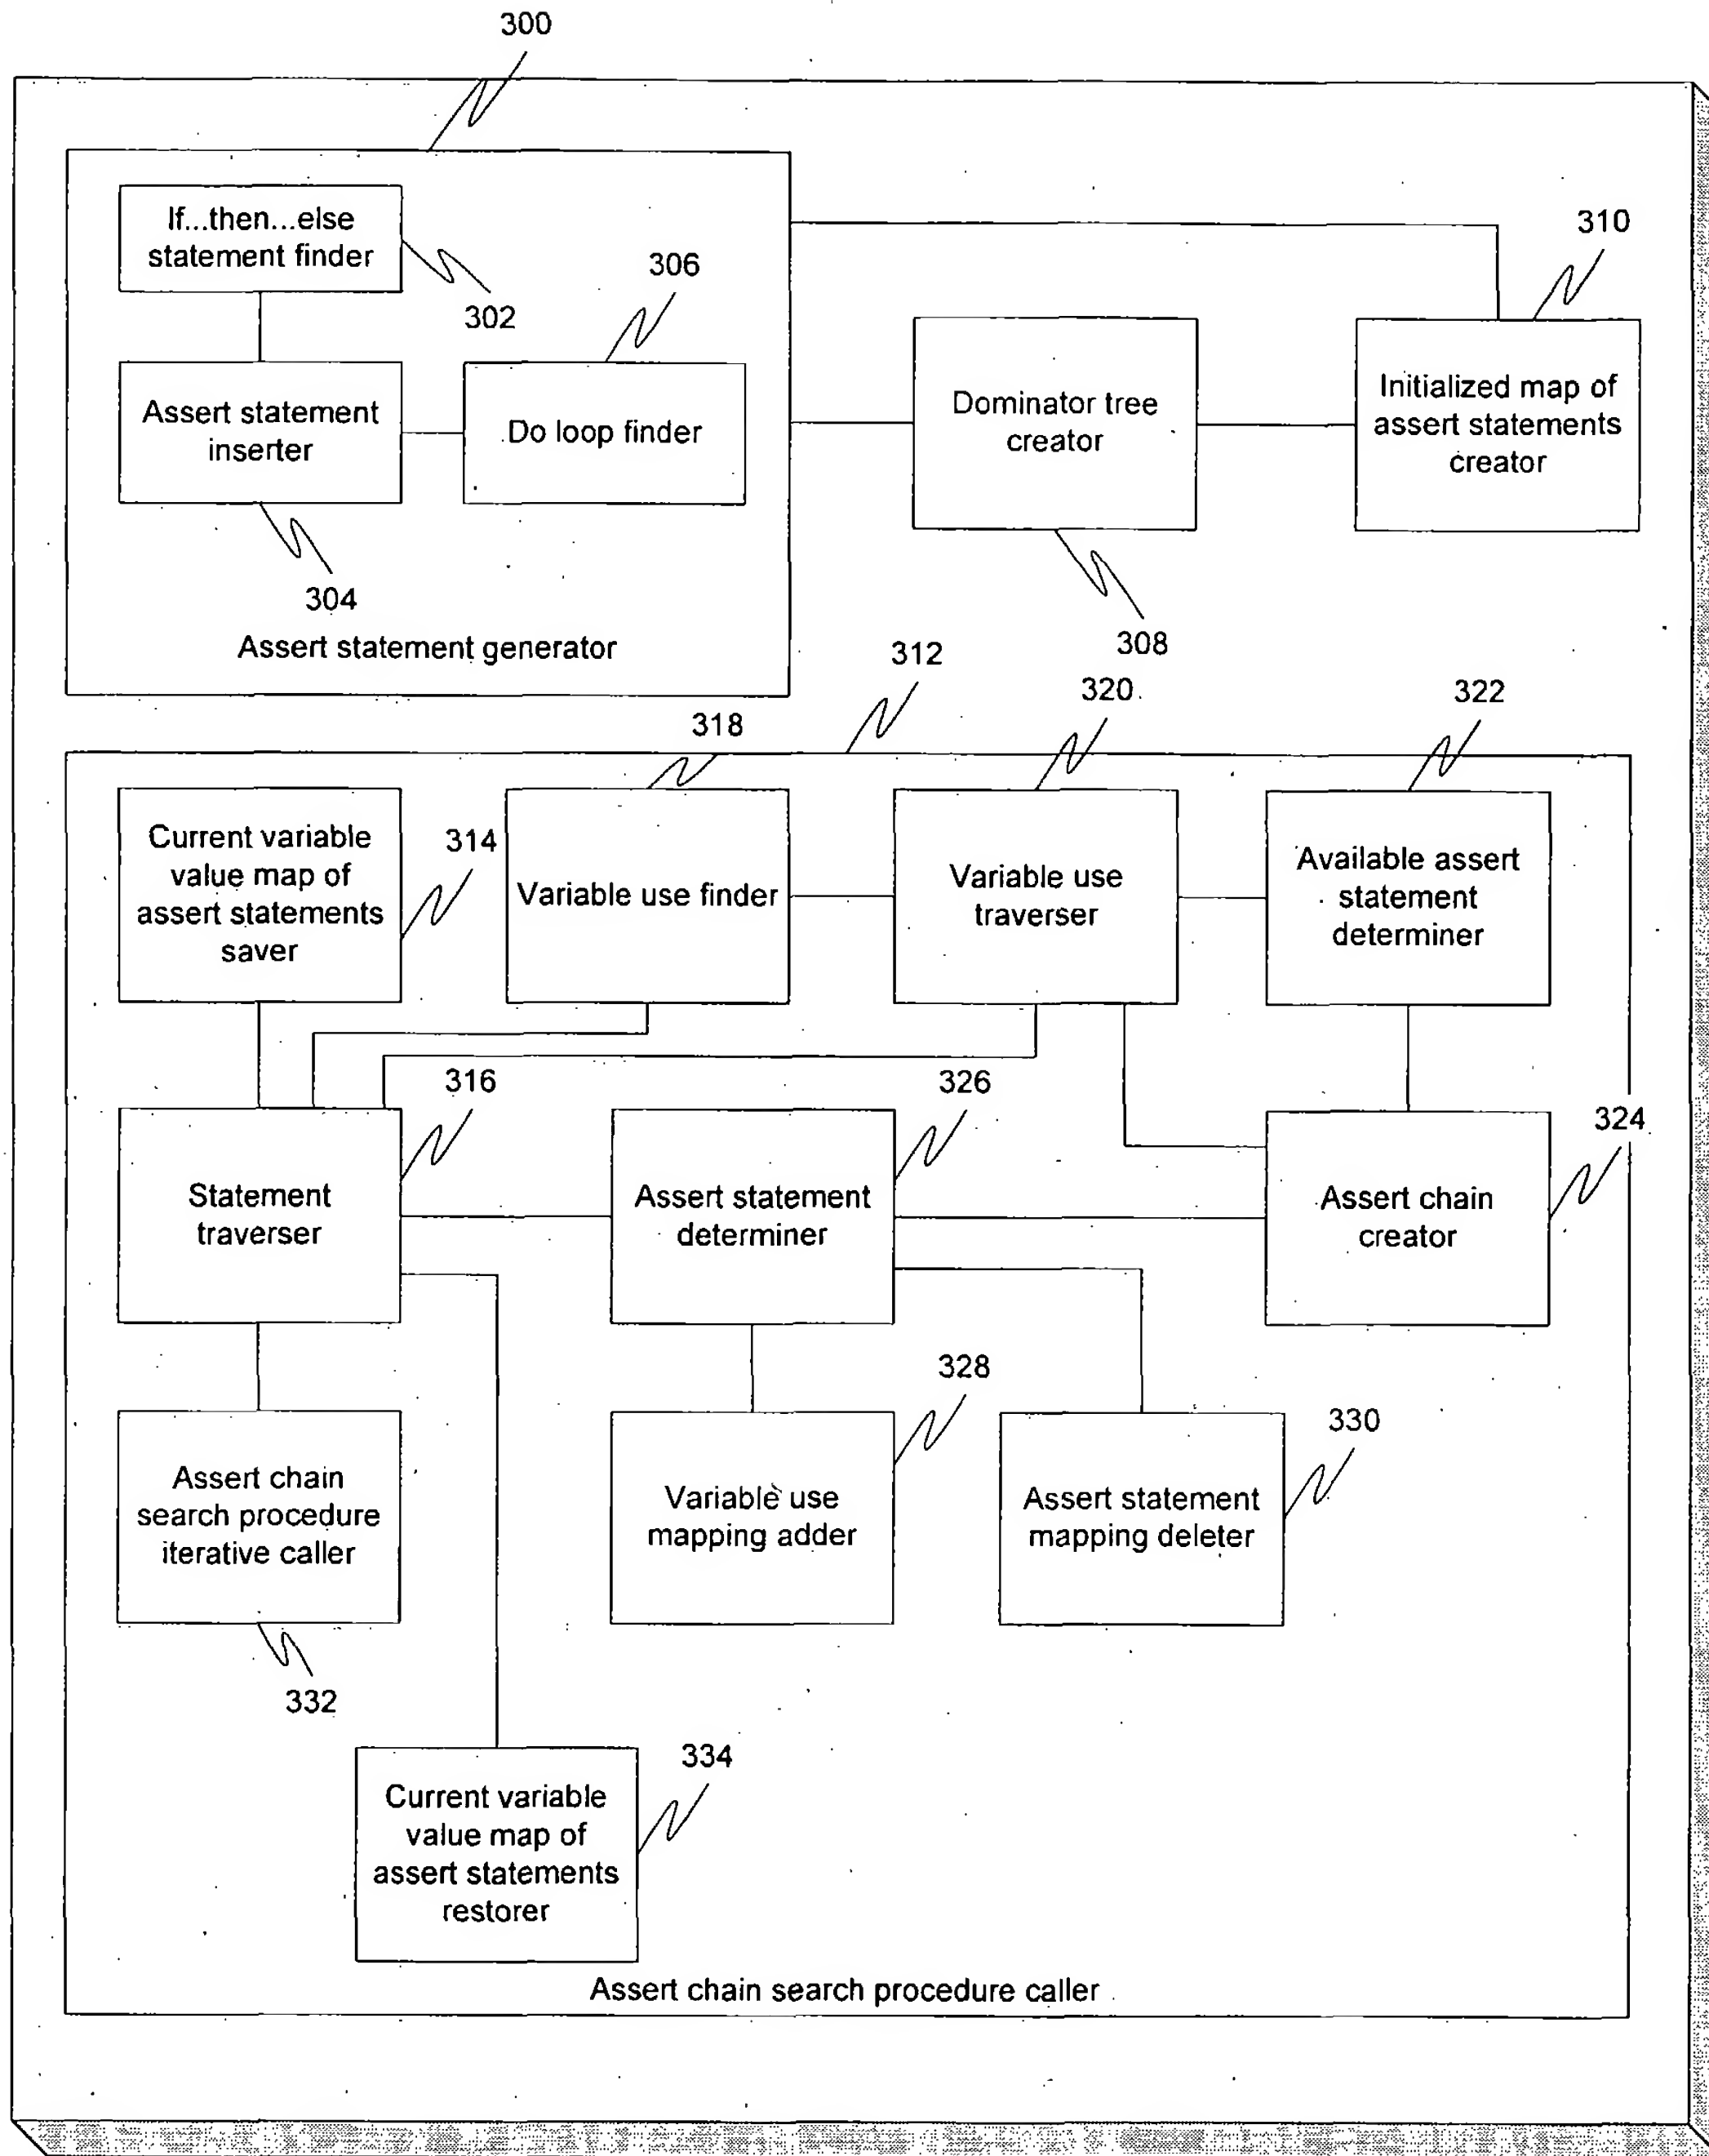 300
If...then...else
statement finder
302
306
310
Assert statement
inserter
Do loop finder
Dominator tree
creator
Initialized map of
assert statements
creator
304
308
Assert statement generator
312
318
320
322
Current variable
value map of
assert statements
saver
314
Variable use finder
Variable use
traverser
Available assert
statement
determiner
316
326
324
Statement
traverser
Assert statement
determiner
Assert chain
creator
328
330
Assert chain
search procedure
iterative caller
Variable use
mapping adder
Assert statement
mapping deleter
332
334
Current variable
value map of
assert statements
restorer
Assert chain search procedure caller